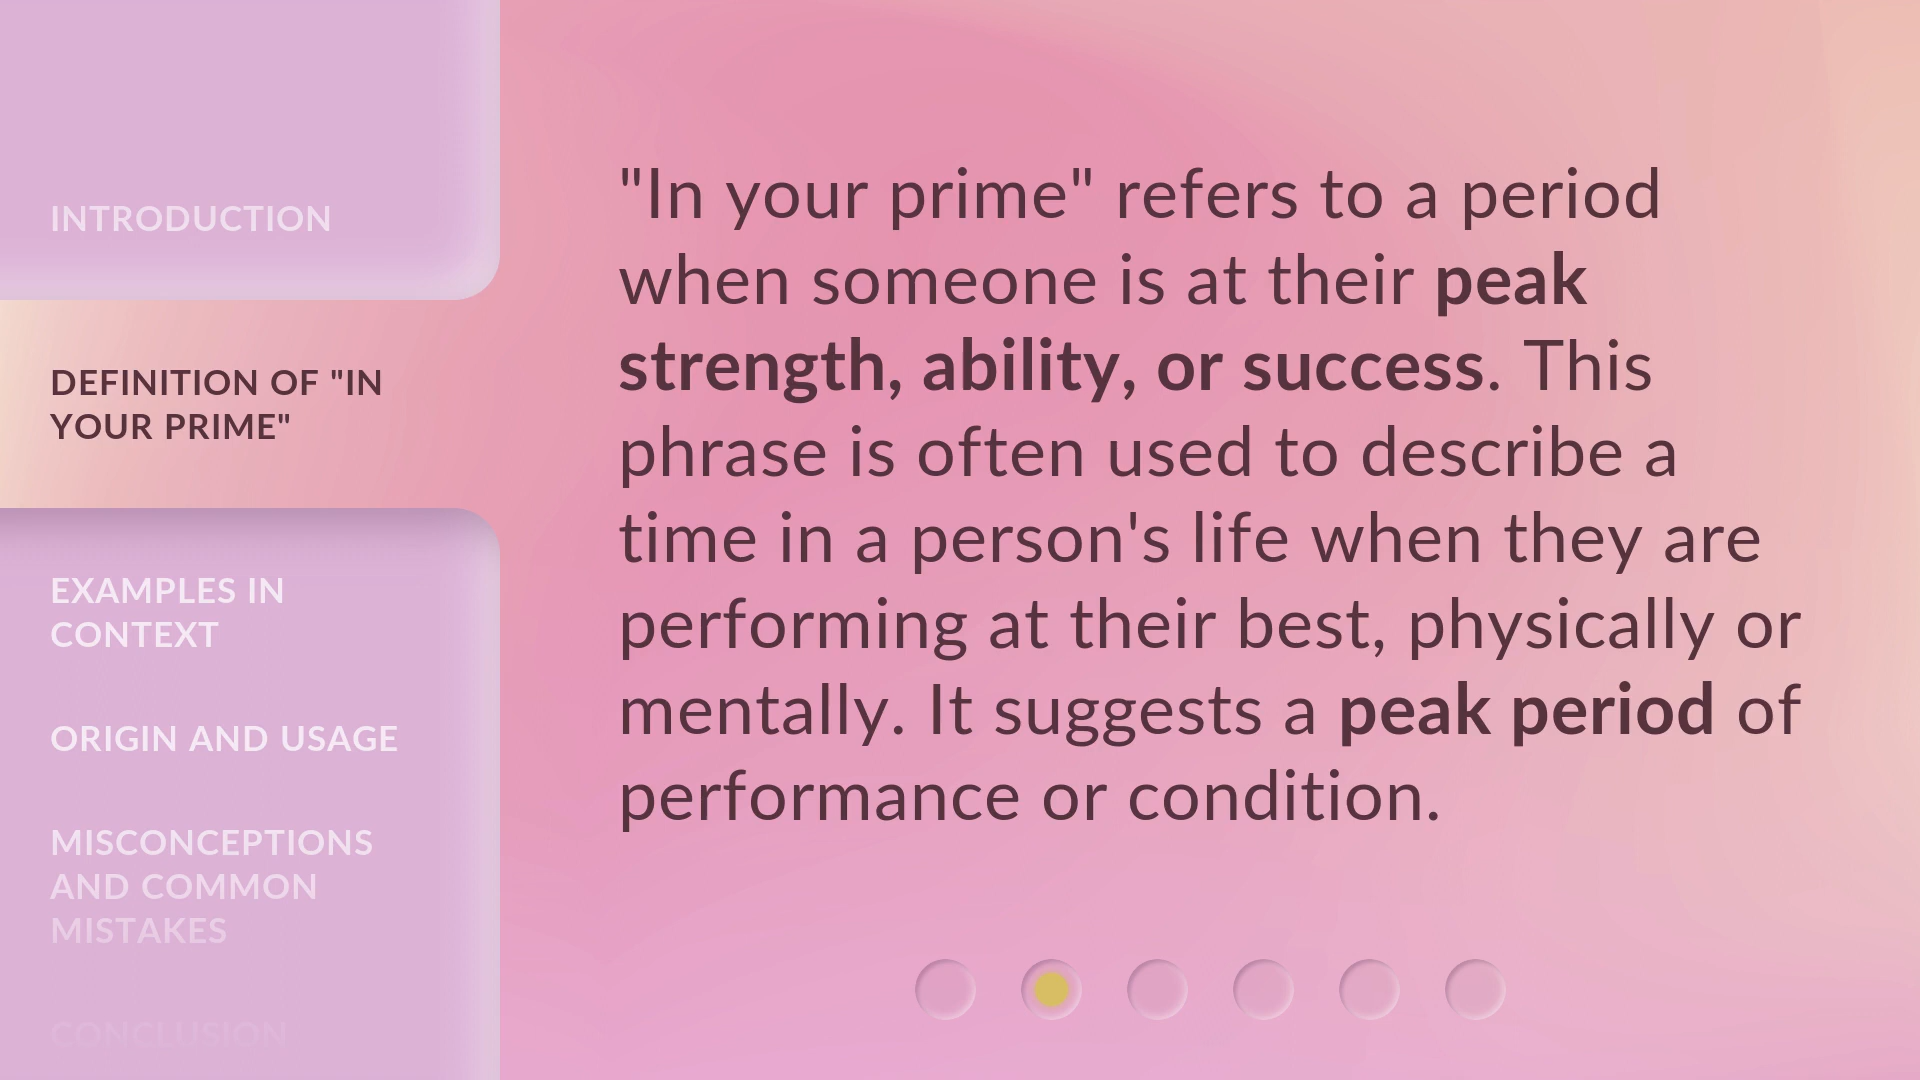 INTRODUCTION
DEFINITION OF "IN
YOUR PRIME"
EXAMPLES IN
CONTEXT
ORIGIN AND USAGE
MISCONCEPTIONS
AND COMMON
MISTAKES
CONCLUSION
"In your prime" refers to a period
when someone is at their peak
strength, ability, or success. This
phrase is often used to describe a
time in a person's life when they are
performing at their best, physically or
mentally. It suggests a peak period of
performance or condition.